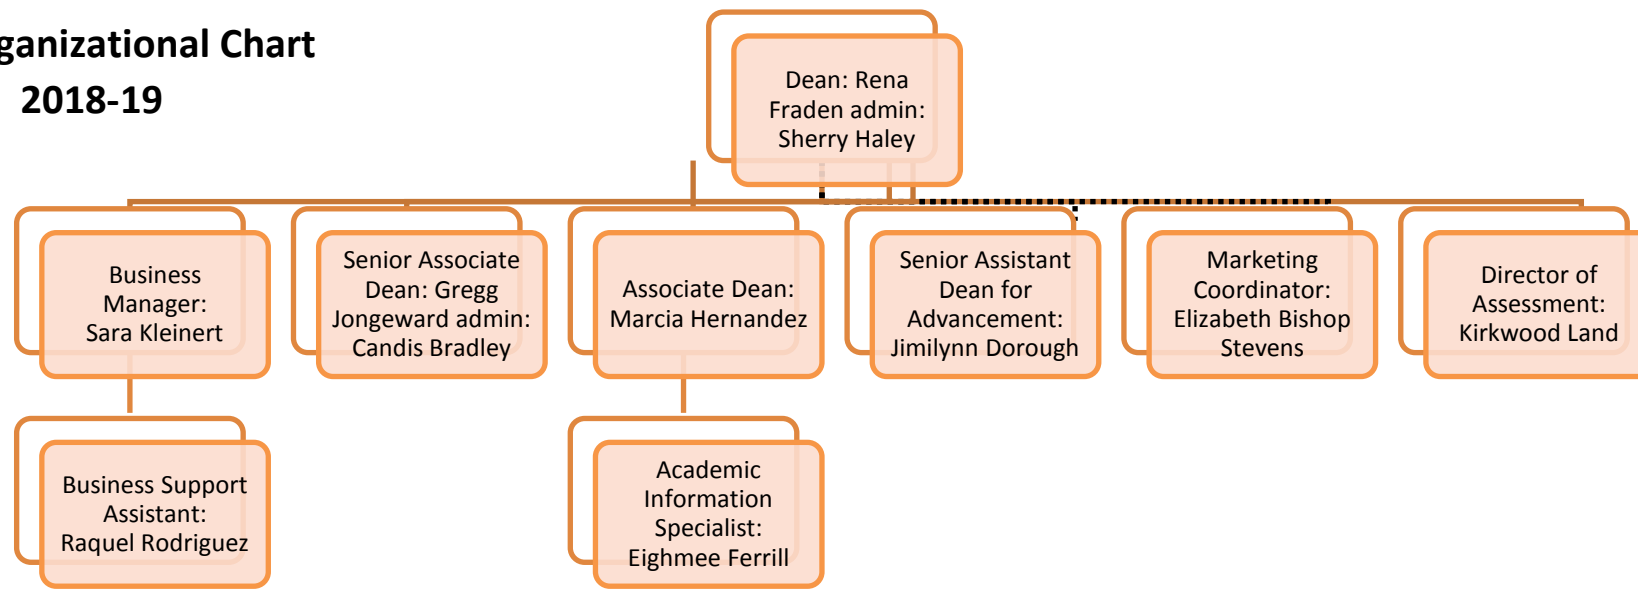 ganizational Chart
2018-19
Dean: Rena
Fraden admin:
Sherry Haley
Business
Manager:
Sara Kleinert
Senior Associate
Dean: Gregg
Jongeward admin:
Candis Bradley
Associate Dean:
Marcia Hernandez
Senior Assistant
Dean for
Advancement:
Jimilynn Dorough
Marketing
Coordinator:
Elizabeth Bishop
Stevens
Director of
Assessment:
Kirkwood Land
Business Support
Assistant:
Raquel Rodriguez
Academic
Information
Specialist:
Eighmee Ferrill